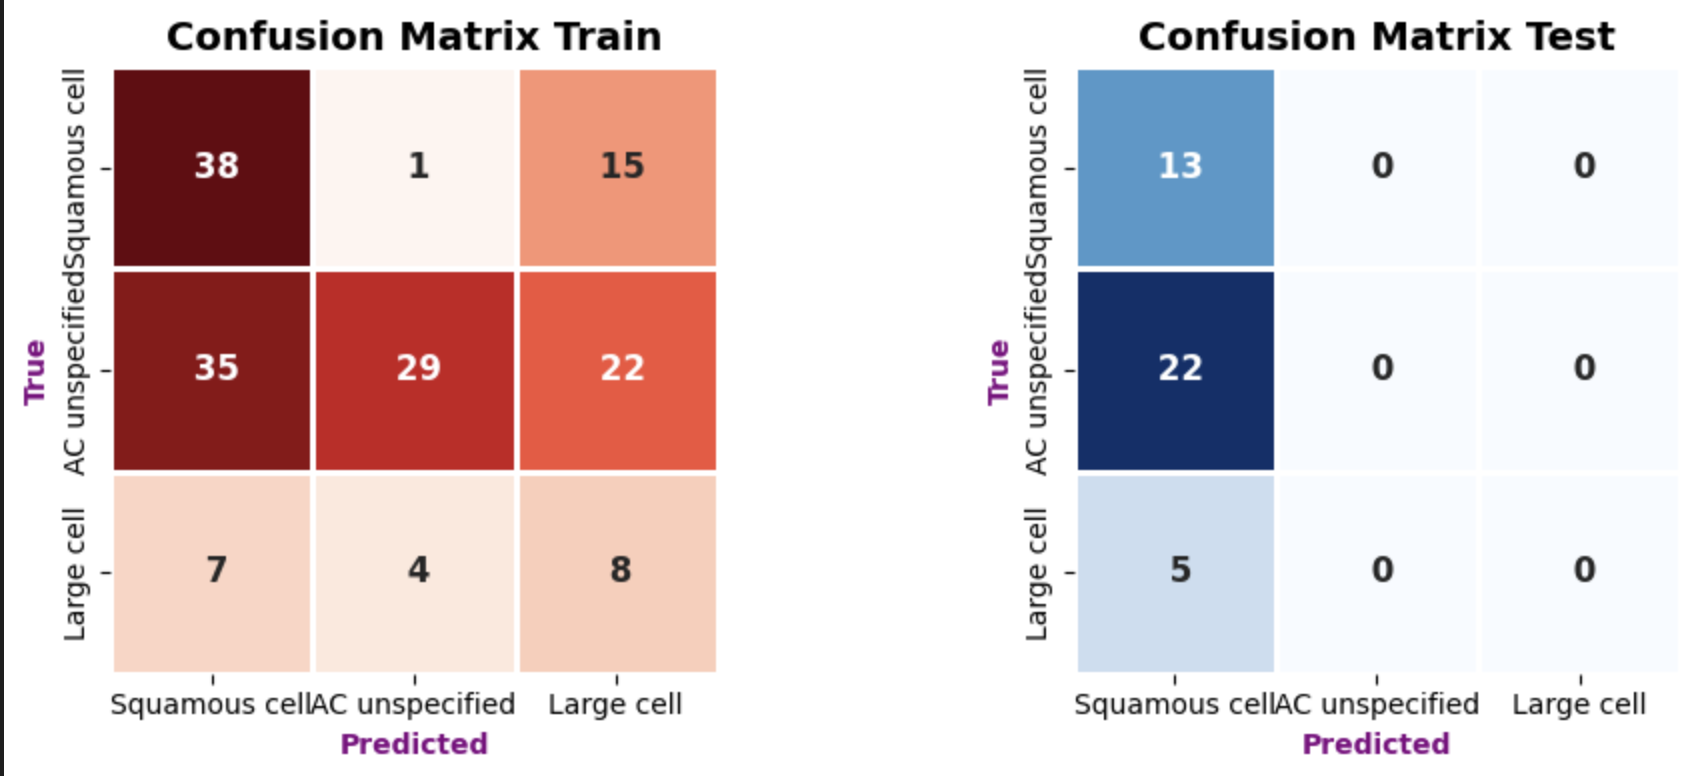 Confusion Matrix Train
True
Squamous cell
38
1
15
AC unspecified
35
29
22
Large cell
7
4
8
Squamous cell
AC unspecified
Large cell
Predicted
Confusion Matrix Test
True
Squamous cell
13
0
0
AC unspecified
22
0
0
Large cell
5
0
0
Squamous cell
AC unspecified
Large cell
Predicted